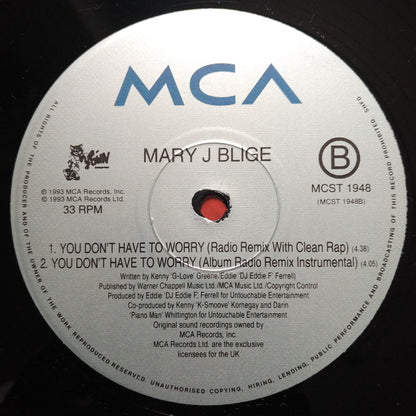 MCA
MARY J BLIGE
B
℗ 1993 MCA Records, Inc.
© 1993 MCA Records Ltd.
33 RPM
MCST 1948
(MCST 1948B)
1. YOU DON'T HAVE TO WORRY (Radio Remix With Clean Rap) (4.38)
2. YOU DON'T HAVE TO WORRY (Album Radio Remix Instrumental) (4.05)
Written by Kenny 'G-Love' Greene/Eddie 'DJ Eddie F' Ferrell)
Published by Warner Chappell Music Ltd./MCA Music Ltd./Copyright Control
Produced by Eddie 'DJ Eddie F' Ferrell for Untouchable Entertainment
Co-produced by Kenny 'K-Smoove' Kornegay and Darin
'Piano Man' Whittington for Untouchable Entertainment
Original sound recordings owned by
MCA Records, Inc.
MCA Records Ltd. are the exclusive
licensees for the UK
ALL RIGHTS OF THE PRODUCER AND OF THE OWNER OF THE WORK REPRODUCED RESERVCD. UNAUTHORISED COPYING, HIRING, LENDING, PUBLIC PERFORMANCE AND BROADCASTING OF THIS RECORD PROHIBITED